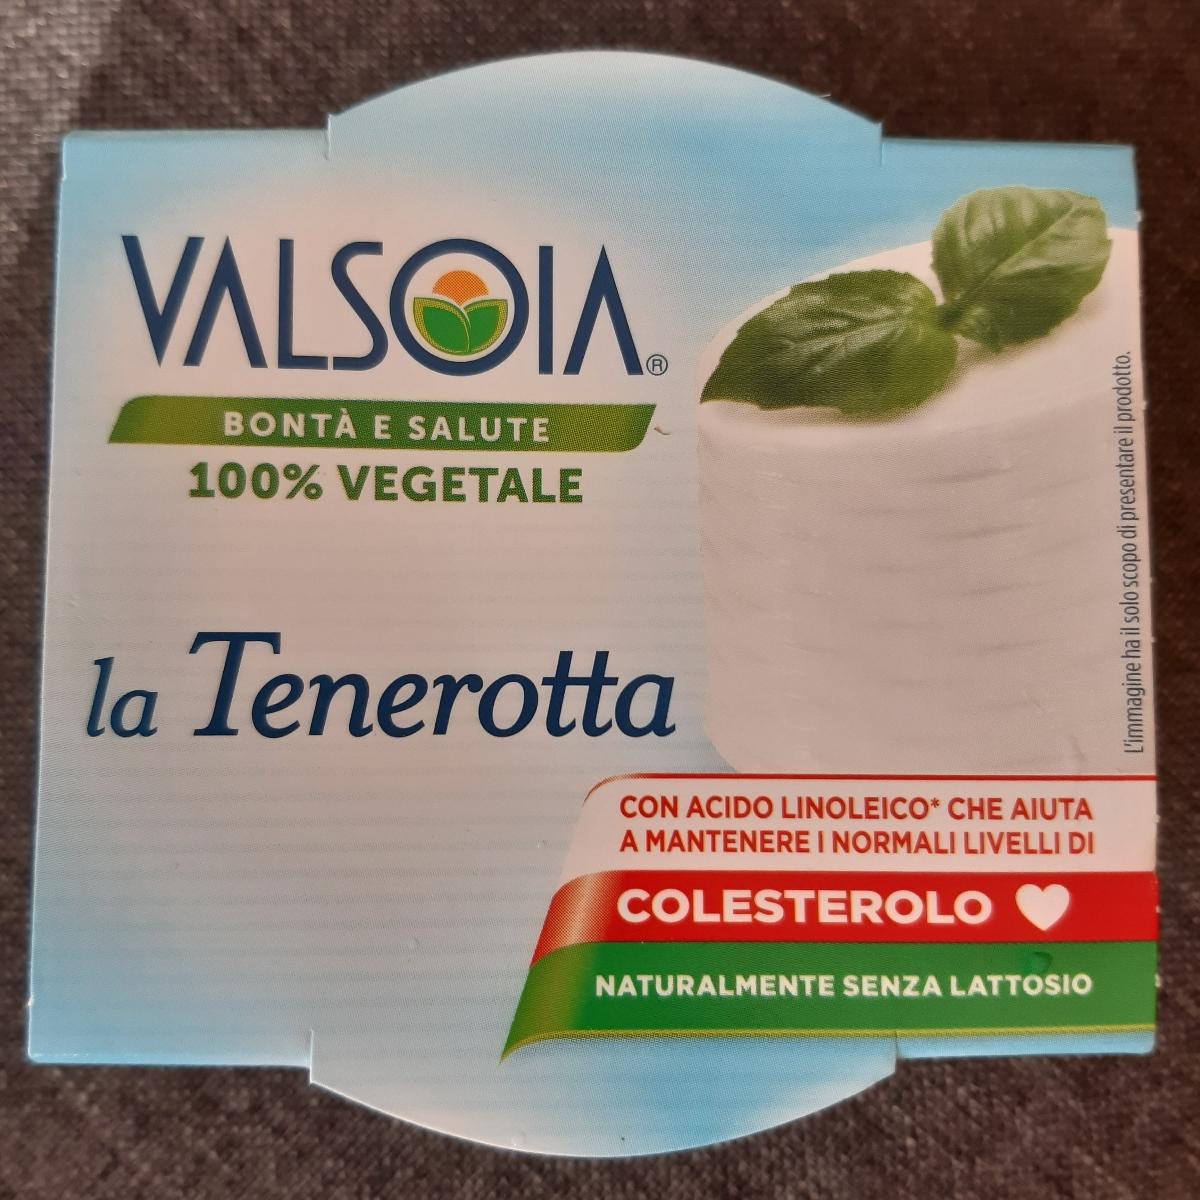 VALSOIA®
BONTÀ E SALUTE
100% VEGETALE
la Tenerotta
L'immagine ha il solo scopo di presentare il prodotto.
CON ACIDO LINOLEICO* CHE AIUTA
A MANTENERE I NORMALI LIVELLI DI
COLESTEROLO
NATURALMENTE SENZA LATTOSIO